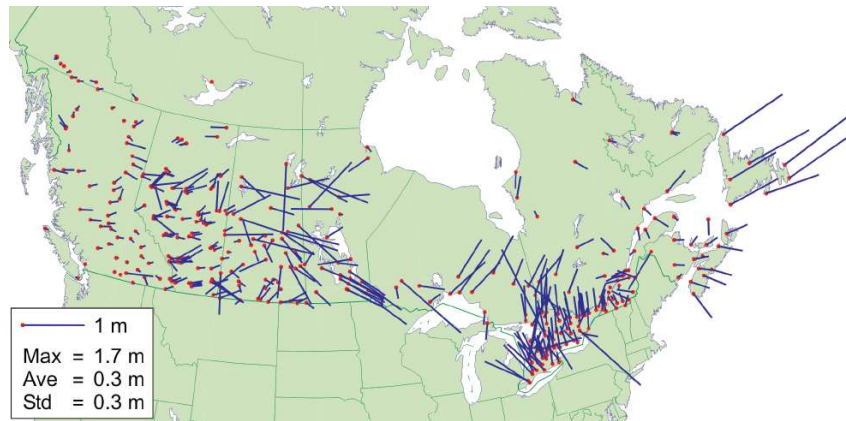 1 m
Max = 1.7 m
Ave = 0.3 m
Std = 0.3 m